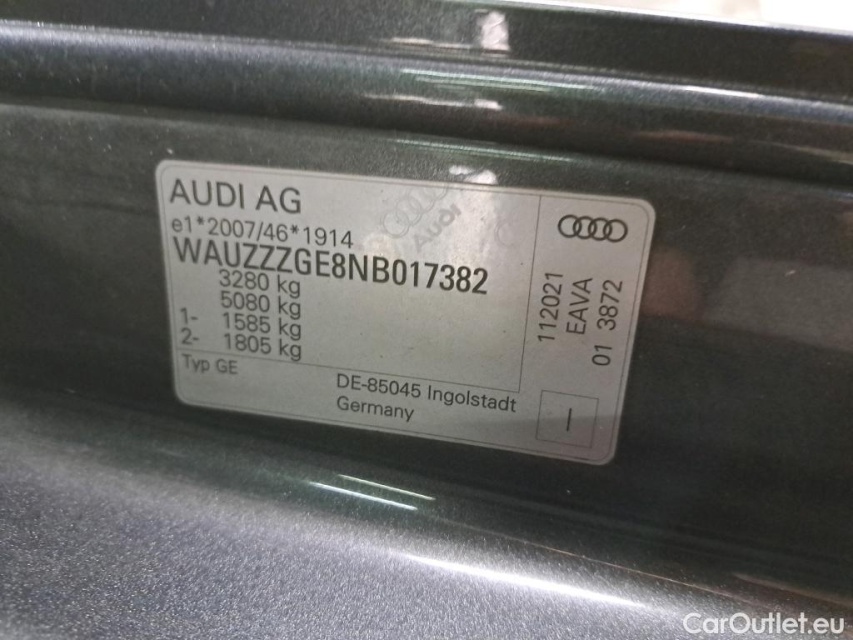 AUDI AG
e1*2007/46*1914
WAUZZZGE8NB017382
3280 kg
5080 kg
1- 1585 kg
2- 1805 kg
Typ GE
DE-85045 Ingolstadt
Germany
112021
EAVA
01 3872
Audi
CarOutlet.eu